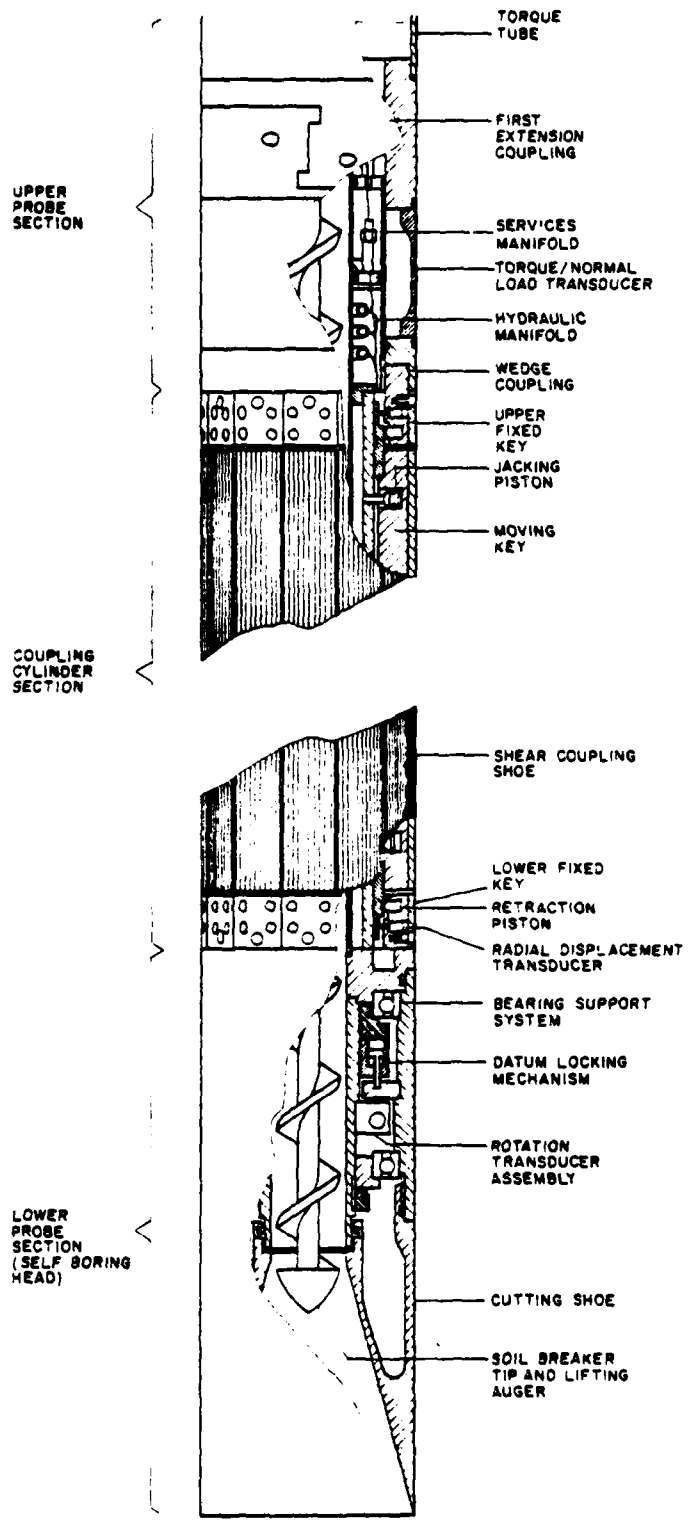 TORQUE
TUBE
FIRST
EXTENSION
COUPLING
UPPER
PROBE
SECTION
SERVICES
MANIFOLD
TORQUE/NORMAL
LOAD TRANSDUCER
HYDRAULIC
MANIFOLD
WEDGE
COUPLING
UPPER
FIXED
KEY
JACKING
PISTON
MOVING
KEY
COUPLING
CYLINDER
SECTION
SHEAR COUPLING
SHOE
LOWER FIXED
KEY
RETRACTION
PISTON
RADIAL DISPLACEMENT
TRANSDUCER
BEARING SUPPORT
SYSTEM
DATUM LOCKING
MECHANISM
ROTATION
TRANSDUCER
ASSEMBLY
LOWER
PROBE
SECTION
(SELF BORING
HEAD)
CUTTING SHOE
SOIL BREAKER
TIP AND LIFTING
AUGER